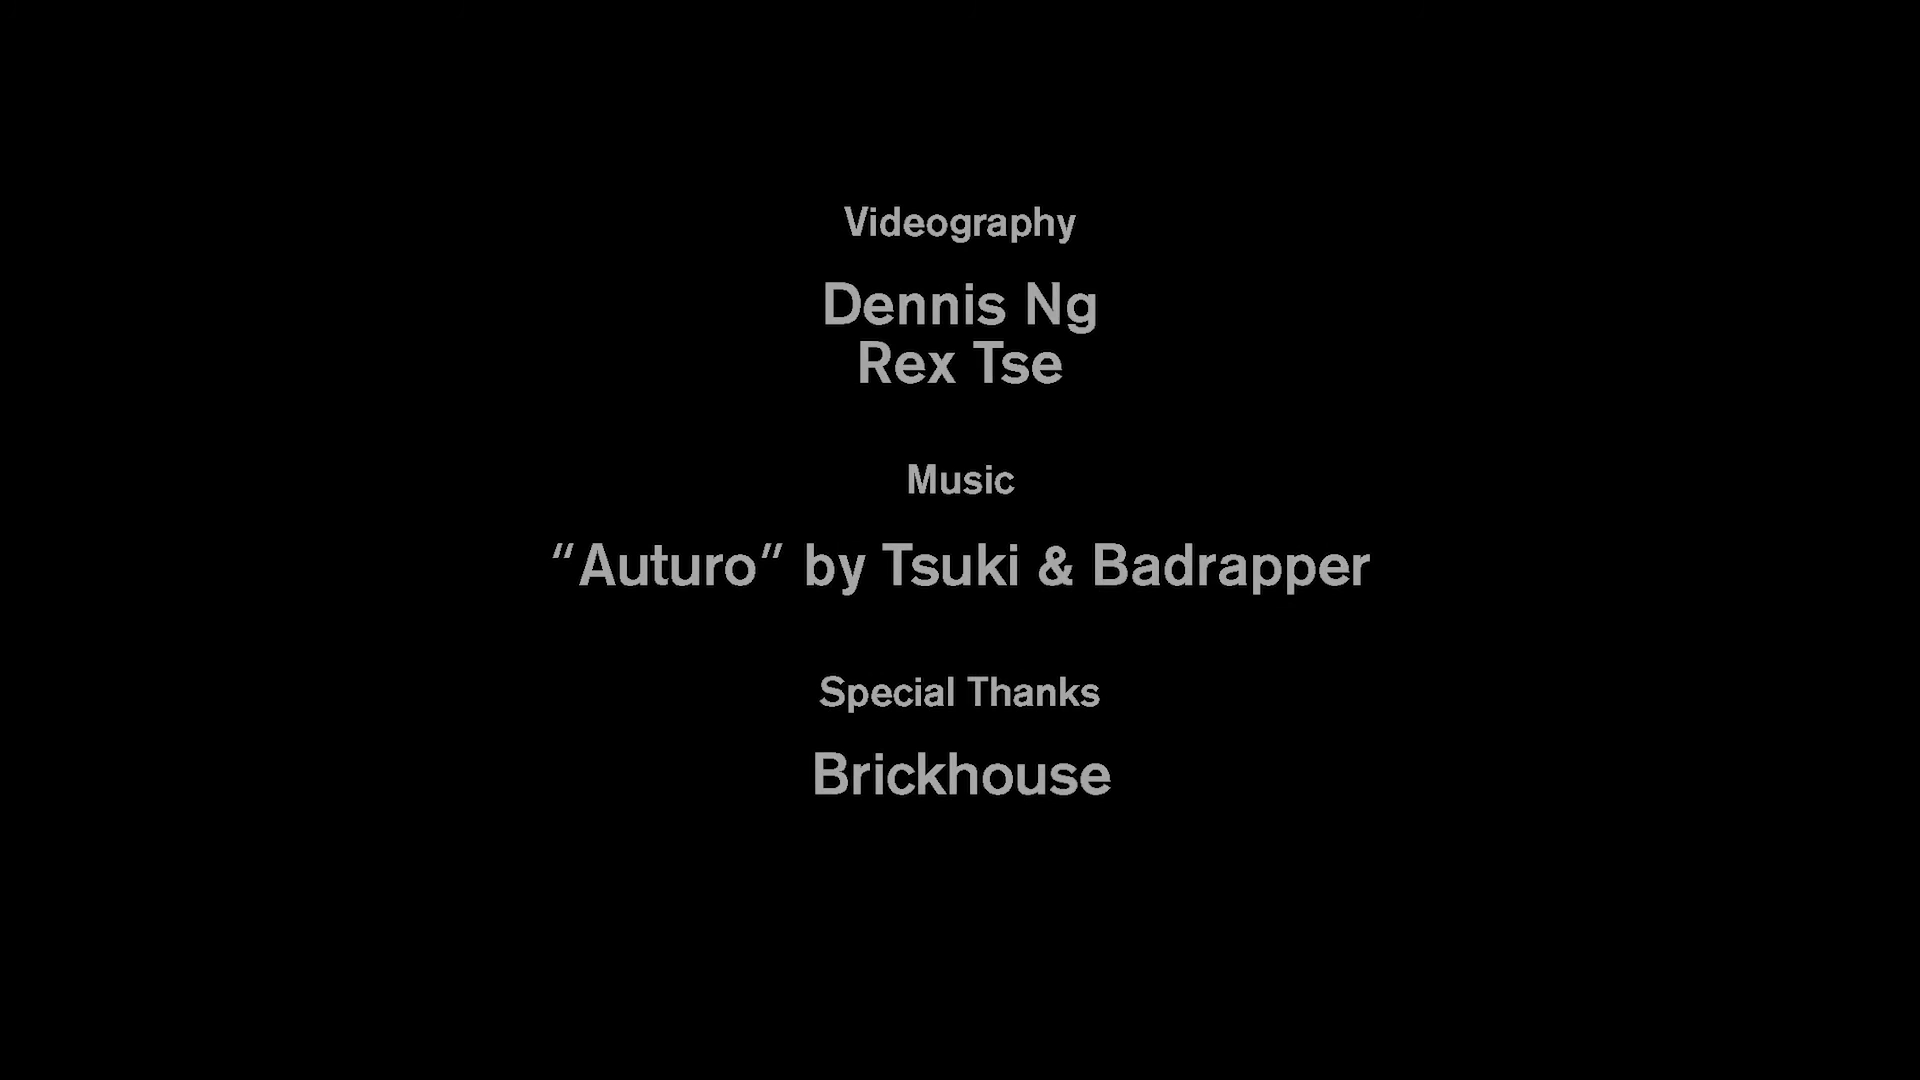 Videography
Dennis Ng
Rex Tse
Music
“Auturo” by Tsuki & Badrapper
Special Thanks
Brickhouse